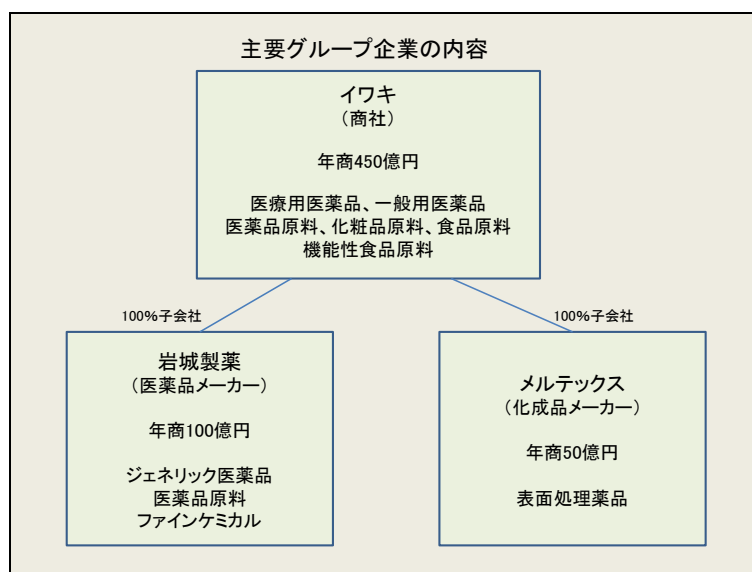 主要グループ企業の内容
イワキ
（商社）
年商450億円
医療用医薬品、一般用医薬品
医薬品原料、化粧品原料、食品原料
機能性食品原料
100%子会社
100%子会社
岩城製薬
（医薬品メーカー）
年商100億円
ジェネリック医薬品
医薬品原料
ファインケミカル
メルテックス
（化成品メーカー）
年商50億円
表面処理薬品